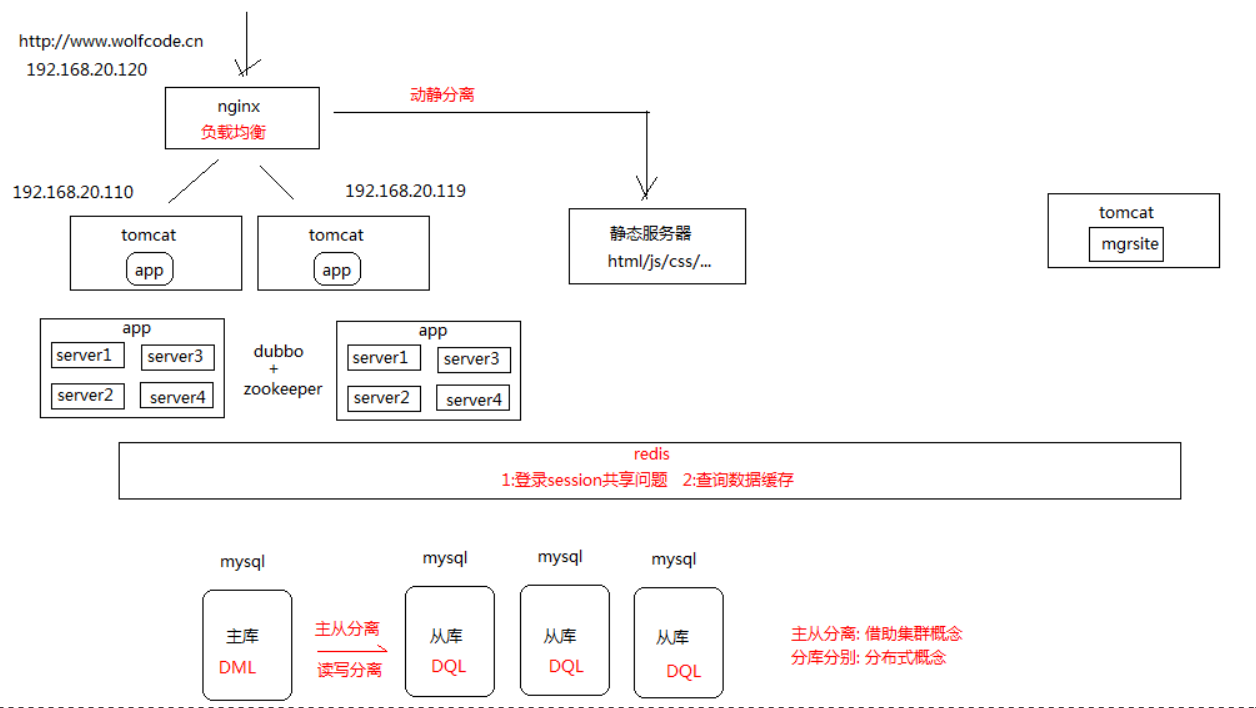 http://www.wolfcode.cn
192.168.20.120
nginx
负载均衡
动静分离
192.168.20.110
192.168.20.119
tomcat
app
tomcat
app
静态服务器
html/js/css/...
tomcat
mgrsite
app
server1
server3
server2
server4
dubbo
+
zookeeper
app
server1
server3
server2
server4
redis
1:登录session共享问题 2:查询数据缓存
mysql
主库
DML
主从分离
读写分离
mysql
从库
DQL
mysql
从库
DQL
mysql
从库
DQL
主从分离: 借助集群概念
分库分别: 分布式概念